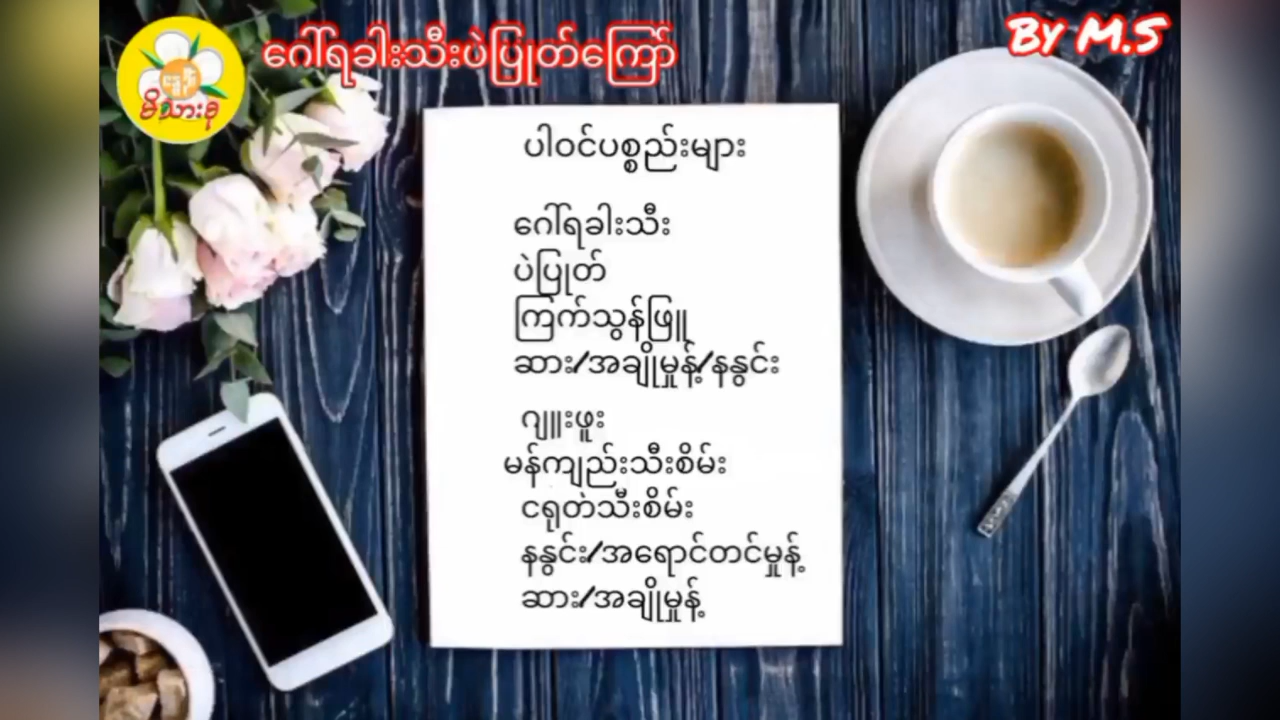 ဂေါ်ရခါးသီးပဲပြုတ်ကြော်
By M.S
မိသားစု
ပါဝင်ပစ္စည်းများ
ဂေါ်ရခါးသီး
ပဲပြုတ်
ကြက်သွန်ဖြူ
ဆား/အချိုမှုန့်/နနွင်း
ဂျူးဖူး
မန်ကျည်းသီးစိမ်း
ငရုတ်သီးစိမ်း
နနွင်း/အရောင်တင်မှုန့်
ဆား/အချိုမှုန့်